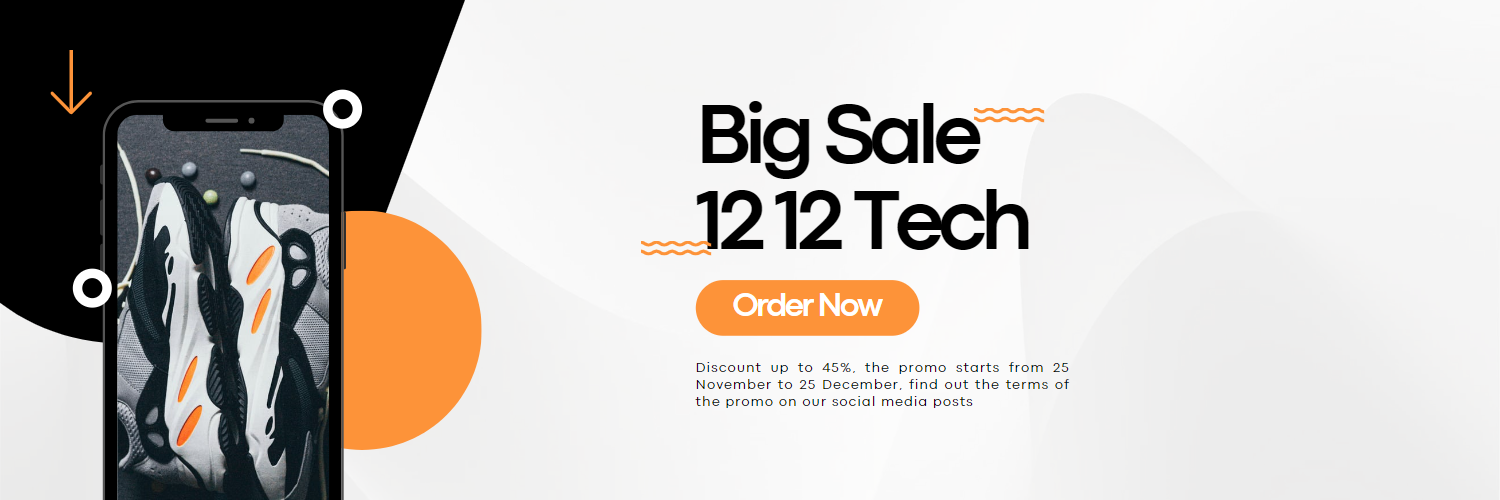 Big Sale
12 12 Tech
Order Now
Discount up to 45%, the promo starts from 25
November to 25 December, find out the terms of
the promo on our social media posts